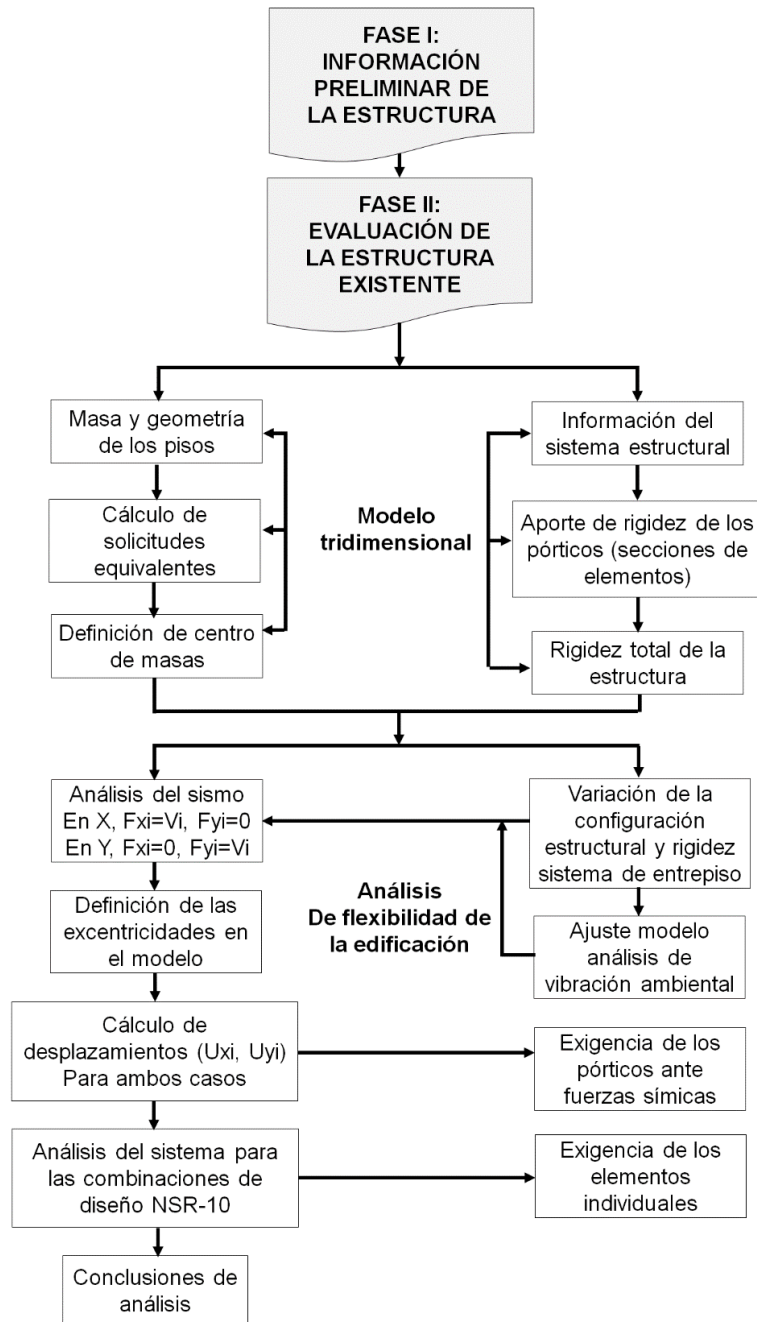 FASE I:
INFORMACIÓN
PRELIMINAR DE
LA ESTRUCTURA
FASE II:
EVALUACIÓN DE
LA ESTRUCTURA
EXISTENTE
Masa y geometría
de los pisos
Información del
sistema estructural
Cálculo de
solicitudes
equivalentes
Modelo
tridimensional
Aporte de rigidez de los
pórticos (secciones de
elementos)
Definición de centro
de masas
Rigidez total de la
estructura
Análisis del sismo
En X, Fxi=Vi, Fyi=0
En Y, Fxi=0, Fyi=Vi
Variación de la
configuración
estructural y rigidez
sistema de entrepiso
Definición de las
excentricidades en
el modelo
Análisis
De flexibilidad de
la edificación
Ajuste modelo
análisis de
vibración ambiental
Cálculo de
desplazamientos (Uxi, Uyi)
Para ambos casos
Exigencia de los
pórticos ante
fuerzas símicas
Análisis del sistema para
las combinaciones de
diseño NSR-10
Exigencia de los
elementos
individuales
Conclusiones de
análisis